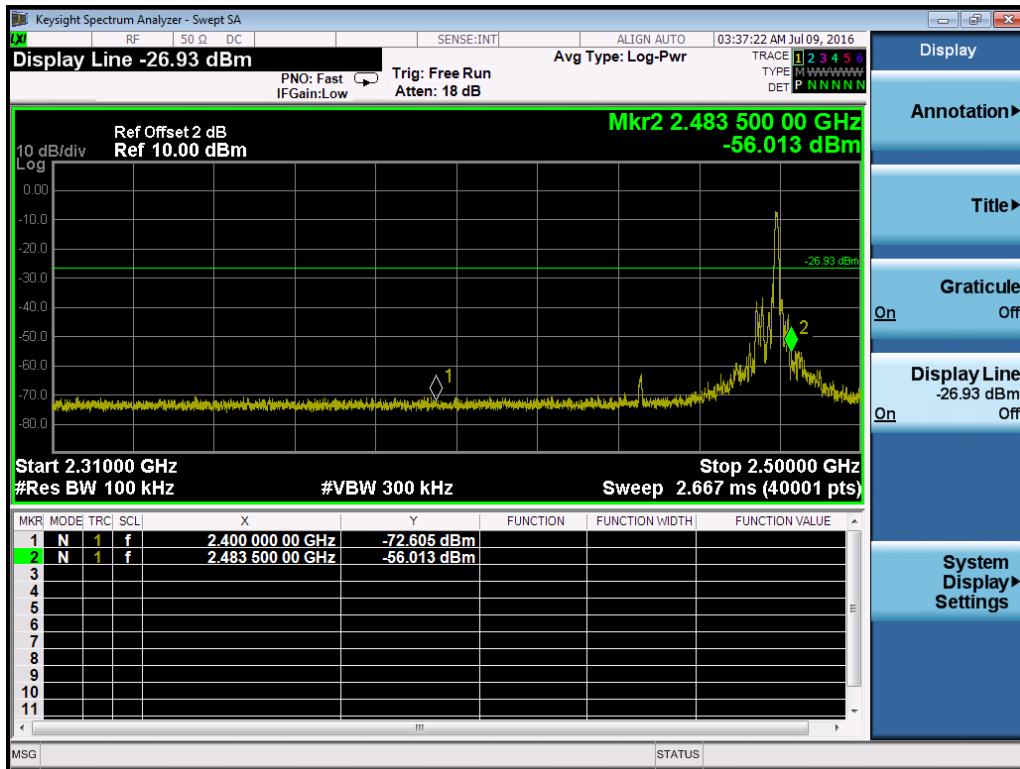 Keysight Spectrum Analyzer - Swept SA
LXI RF 50 Ω DC SENSE:INT ALIGN AUTO 03:37:22 AM Jul 09, 2016
Display Line -26.93 dBm
PNO: Fast
IFGain:Low
Trig: Free Run
Atten: 18 dB
Avg Type: Log-Pwr
TRACE 1 2 3 4 5 6
TYPE M WWWWW
DET P N N N N N
Ref Offset 2 dB
Ref 10.00 dBm
10 dB/div
Log
Mkr2 2.483 500 00 GHz
-56.013 dBm
0.00
-10.0
-20.0
-26.93 dBm
-30.0
-40.0
-50.0
2
-60.0
1
-70.0
-80.0
Start 2.31000 GHz Stop 2.50000 GHz
#Res BW 100 kHz #VBW 300 kHz Sweep 2.667 ms (40001 pts)
MKR MODE TRC SCL X Y FUNCTION FUNCTION WIDTH FUNCTION VALUE
1 N 1 f 2.400 000 00 GHz -72.605 dBm
2 N 1 f 2.483 500 00 GHz -56.013 dBm
3
4
5
6
7
8
9
10
11
MSG STATUS
Display
Annotation
Title
Graticule
On Off
Display Line
-26.93 dBm
On Off
System
Display
Settings